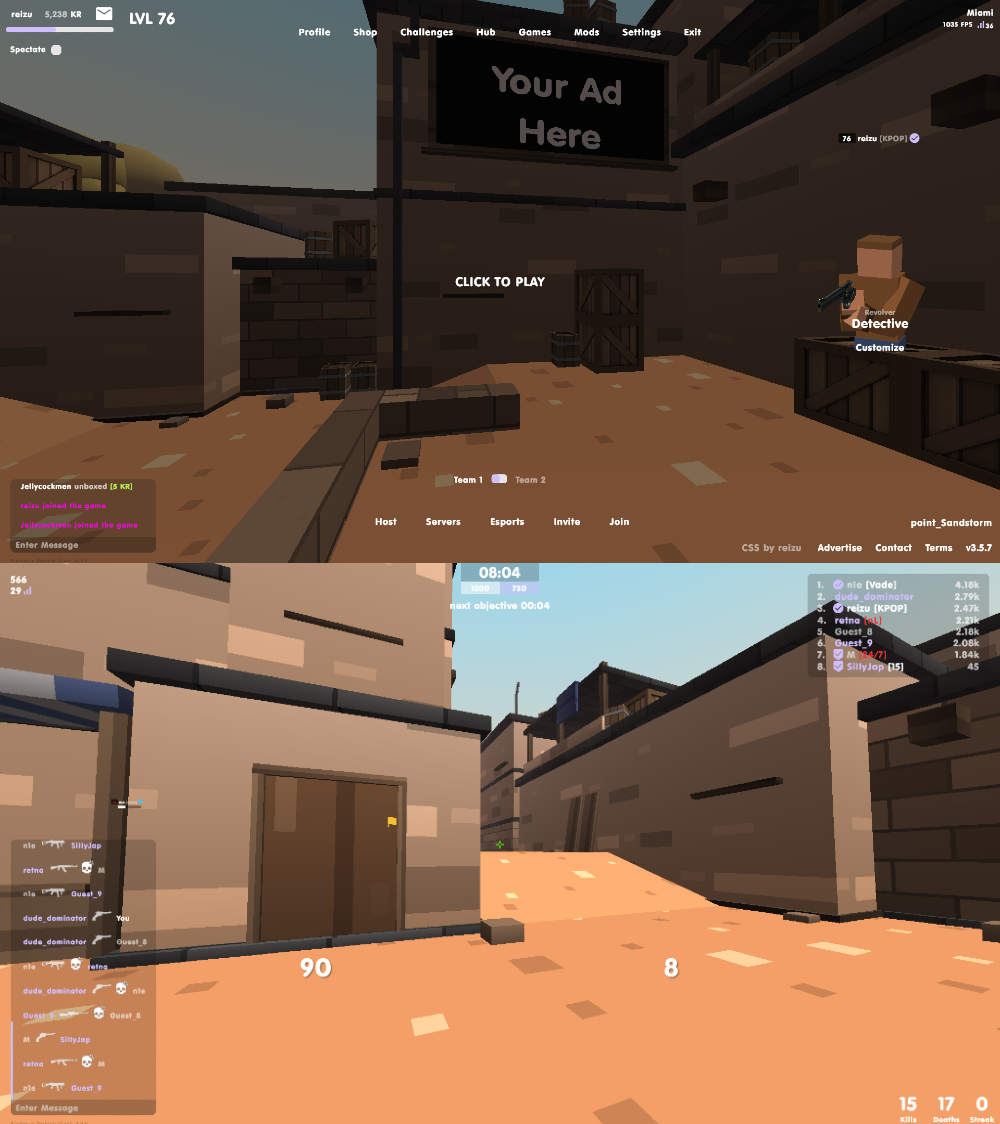 reizu 5,238 KR LVL 76
Miami
1035 FPS 36
Profile Shop Challenges Hub Games Mods Settings Exit
Spectate
Your Ad
Here
76 reizu [KPOP]
CLICK TO PLAY
Revolver
Detective
Customize
Team 1 Team 2
Jellycockmen unboxed [5 KR]
reizu joined the game
Jellycockmen joined the game
Enter Message
Host Servers Esports Invite Join
point_Sandstorm
CSS by reizu Advertise Contact Terms v3.5.7
566
29
08:04
1300 730
next objective 00:04
1. n1e [Vade] 4.18k
2. dude_dominator 2.79k
3. reizu [KPOP] 2.47k
4. retna 2.21k
5. Guest_8 2.18k
6. Guest_9 2.08k
7. M 1.84k
8. SillyJap [15] 45
n1e SillyJap
retna M
n1e Guest_9
dude_dominator You
dude_dominator Guest_8
n1e retna
dude_dominator n1e
Guest_9 Guest_8
M SillyJap
retna M
n1e Guest_9
Enter Message
90 8
15 17 0
Kills Deaths Streak